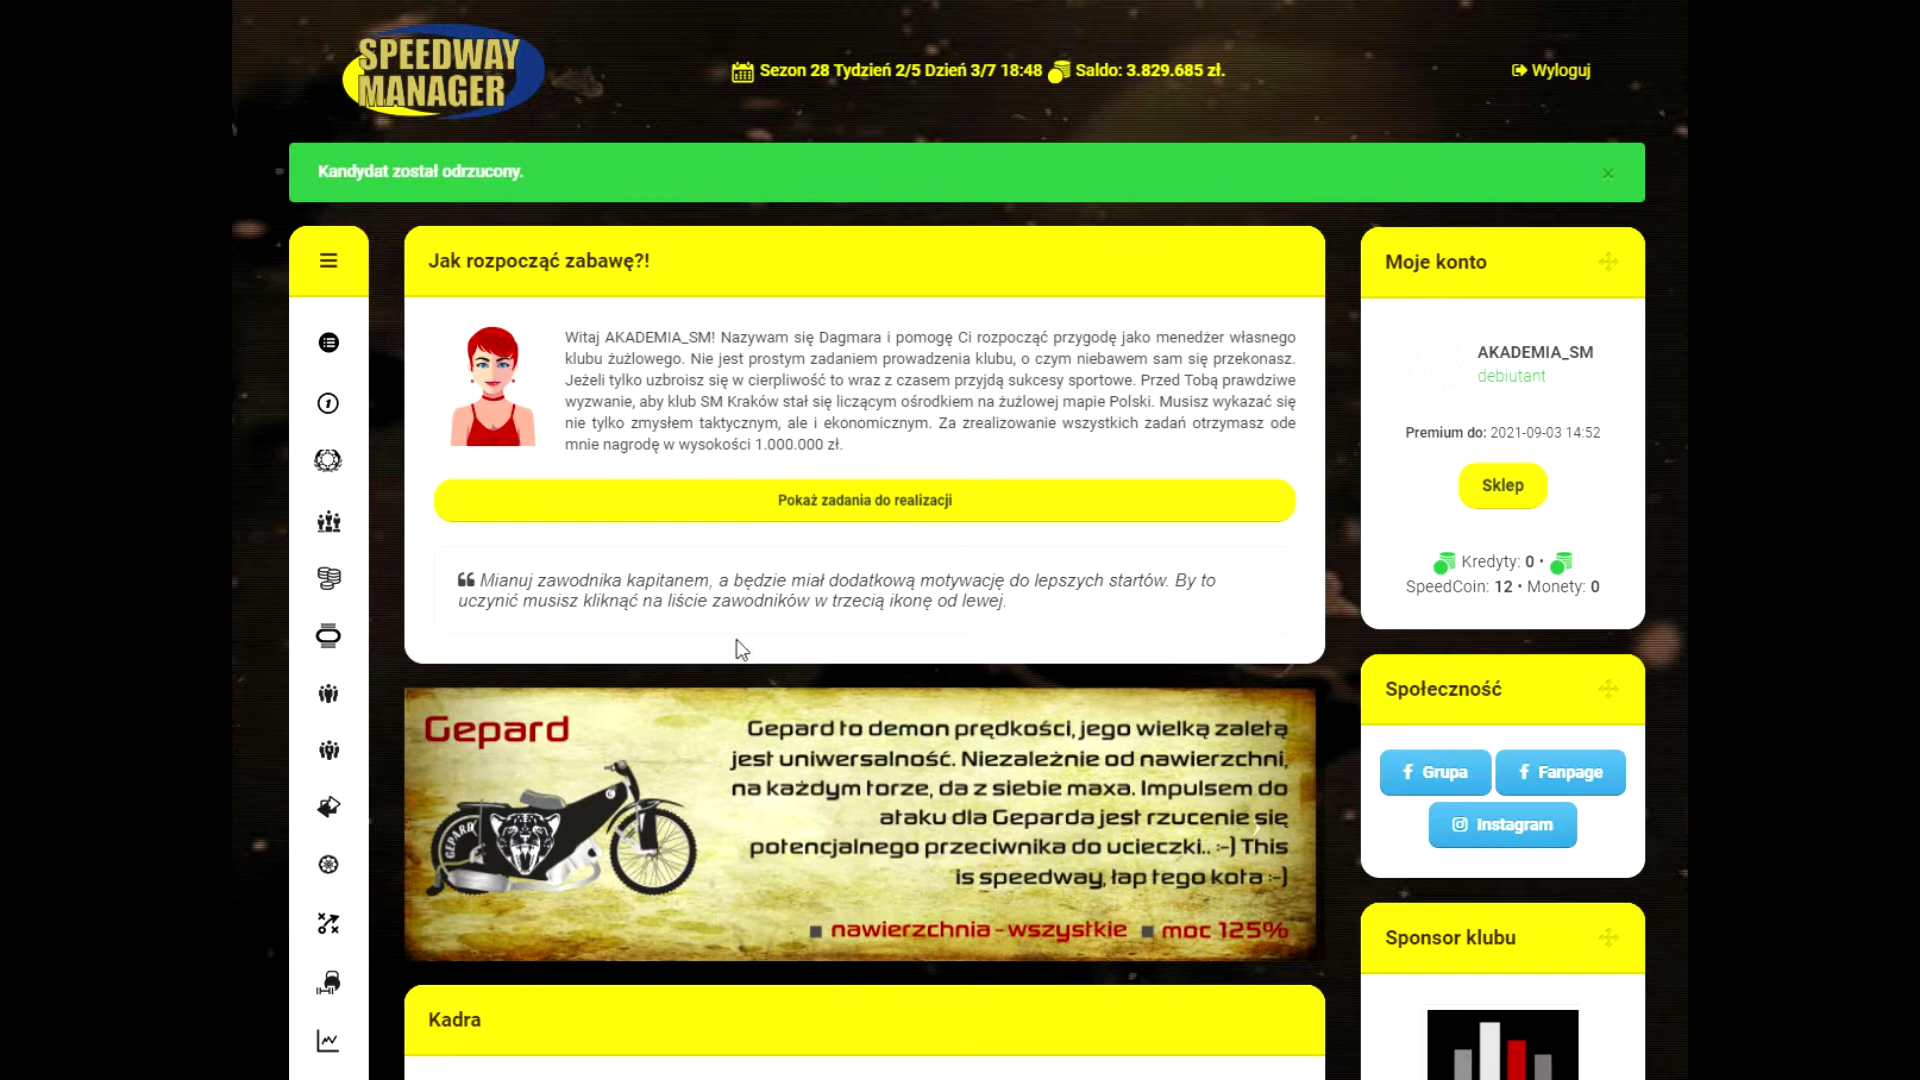 SPEEDWAY
MANAGER
Sezon 28 Tydzień 2/5 Dzień 3/7 18:48 Saldo: 3.829.685 zł.
Wyloguj
Kandydat został odrzucony.
×
Jak rozpocząć zabawę?!
Witaj AKADEMIA_SM! Nazywam się Dagmara i pomogę Ci rozpocząć przygodę jako menedżer własnego
klubu żużlowego. Nie jest prostym zadaniem prowadzenia klubu, o czym niebawem sam się przekonasz.
Jeżeli tylko uzbroisz się w cierpliwość to wraz z czasem przyjdą sukcesy sportowe. Przed Tobą prawdziwe
wyzwanie, aby klub SM Kraków stał się liczącym ośrodkiem na żużlowej mapie Polski. Musisz wykazać się
nie tylko zmysłem taktycznym, ale i ekonomicznym. Za zrealizowanie wszystkich zadań otrzymasz ode
mnie nagrodę w wysokości 1.000.000 zł.
Pokaż zadania do realizacji
Mianuj zawodnika kapitanem, a będzie miał dodatkową motywację do lepszych startów. By to
uczynić musisz kliknąć na liście zawodników w trzecią ikonę od lewej.
Gepard
Gepard to demon prędkości, jego wielką zaletą
jest uniwersalność. Niezależnie od nawierzchni,
na każdym torze, da z siebie maxa. Impulsem do
ataku dla Geparda jest rzucenie się
potencjalnego przeciwnika do ucieczki.. :-) This
is speedway, łap tego kota :-)
nawierzchnia - wszystkie moc 125%
GEPARD
Kadra
Moje konto
AKADEMIA_SM
debiutant
Premium do: 2021-09-03 14:52
Sklep
Kredyty: 0 •
SpeedCoin: 12 • Monety: 0
Społeczność
Grupa
Fanpage
Instagram
Sponsor klubu